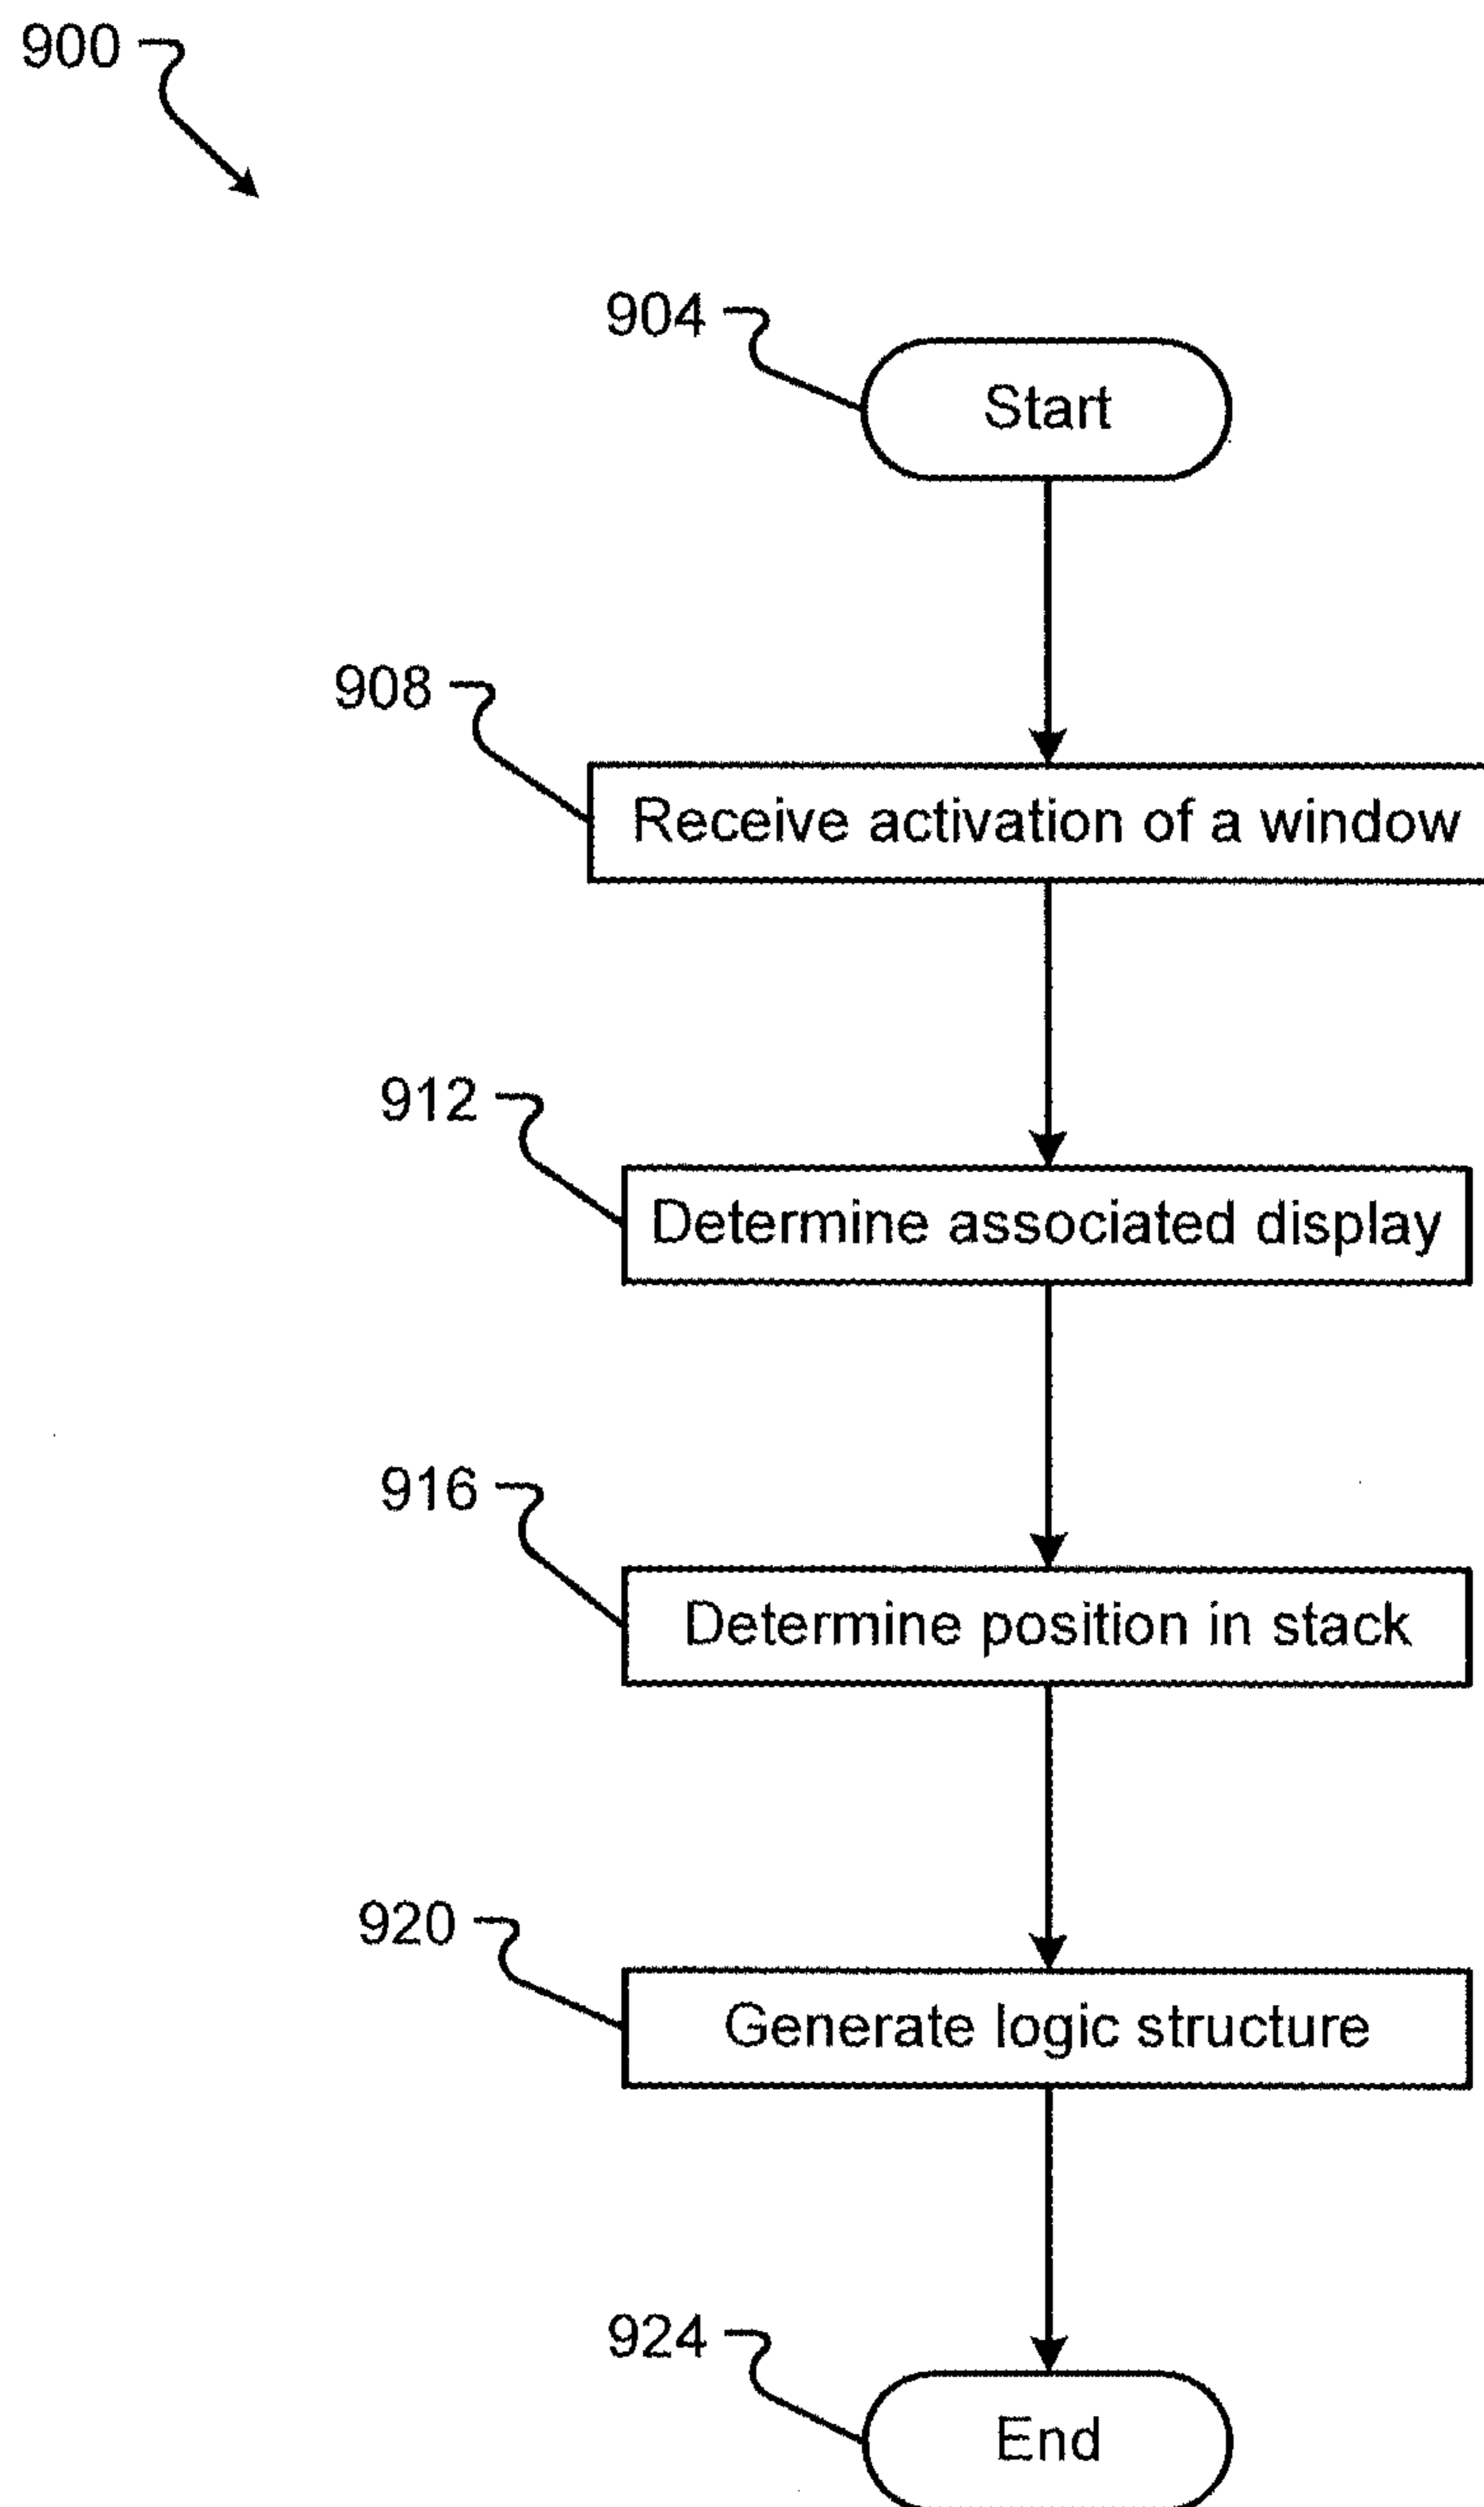 900
904
Start
908
Receive activation of a window
912
Determine associated display
916
Determine position in stack
920
Generate logic structure
924
End